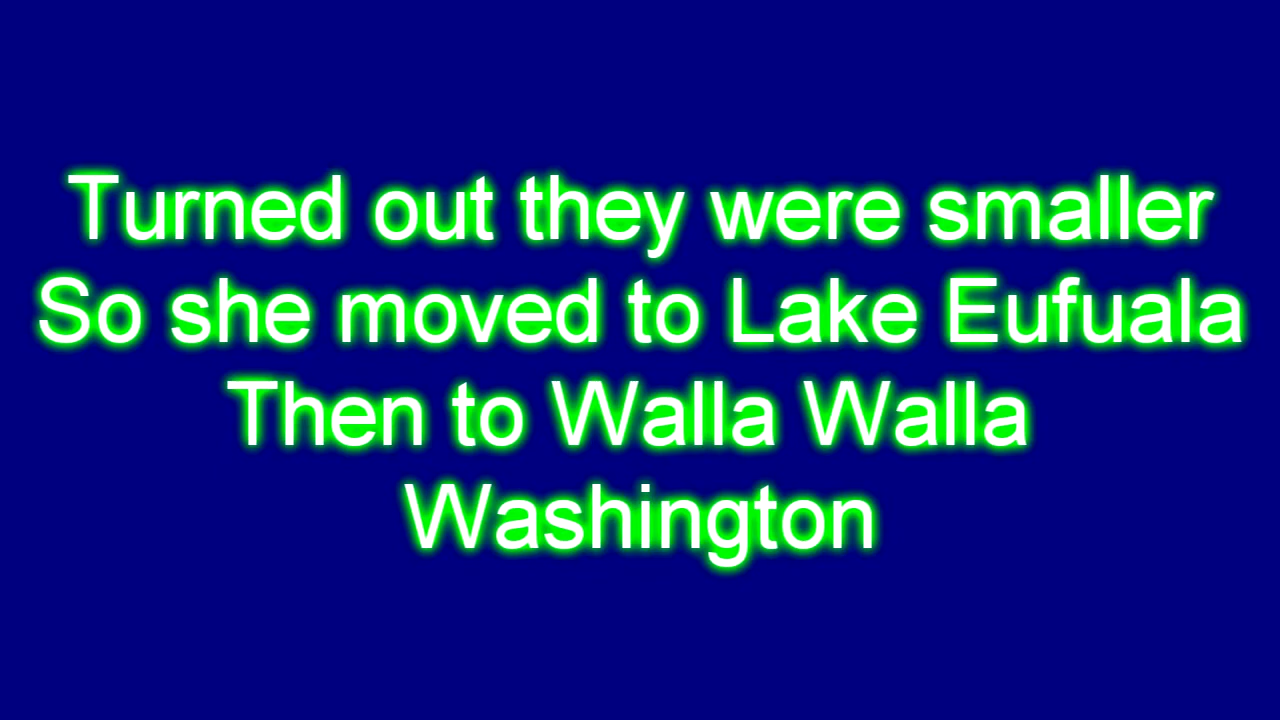 Turned out they were smaller
So she moved to Lake Eufuala
Then to Walla Walla
Washington